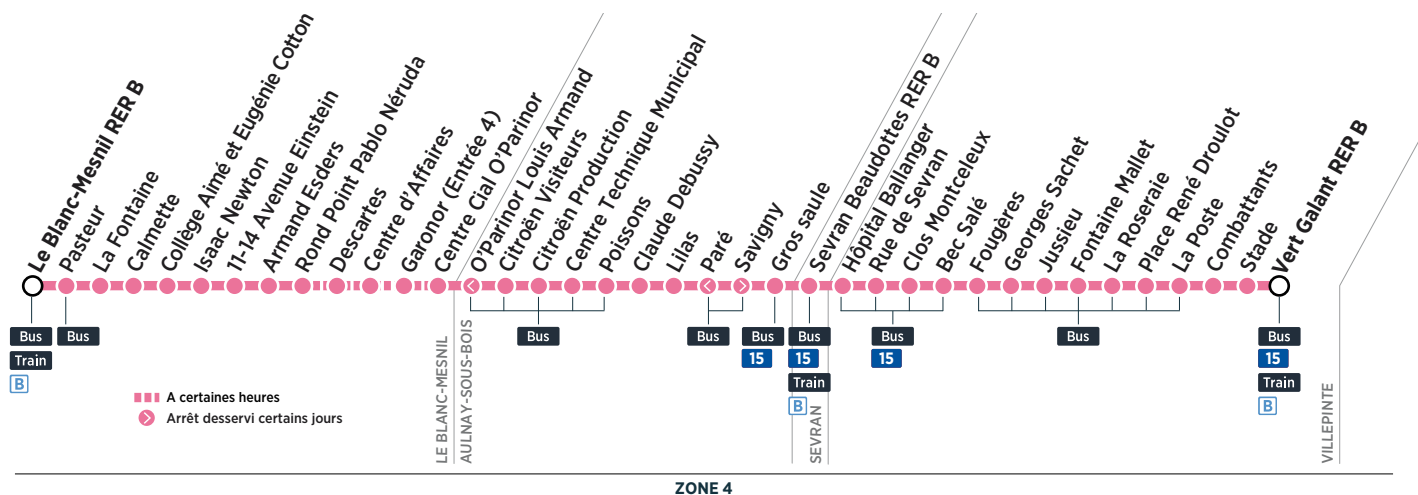 Le Blanc-Mesnil RER B
Pasteur
La Fontaine
Calmette
Collège Aimé et Eugénie Cotton
Isaac Newton
11-14 Avenue Einstein
Armand Esders
Rond Point Pablo Néruda
Descartes
Centre d'Affaires
Garonor (Entrée 4)
Centre Cial O'Parinor
O'Parinor Louis Armand
Citroën Visiteurs
Citroën Production
Centre Technique Municipal
Poissons
Claude Debussy
Lilas
Paré
Savigny
Gros saule
Sevran Beaudottes RER B
Hôpital Ballanger
Rue de Sevran
Clos Montceleux
Bec Salé
Fougères
Georges Sachet
Jussieu
Fontaine Mallet
La Roseraie
Place René Droulot
La Poste
Combattants
Stade
Vert Galant RER B
Bus
Train
B
Bus
Bus
Bus
Bus
15
Bus
15
Train
B
Bus
15
Bus
Bus
15
Train
B
A certaines heures
Arrêt desservi certains jours
LE BLANC-MESNIL
AULNAY-SOUS-BOIS
SEVRAN
VILLEPINTE
ZONE 4